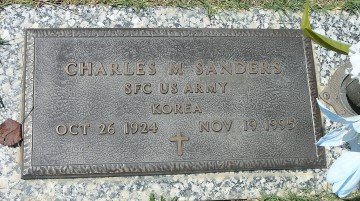 CHARLES M SANDERS
SFC US ARMY
KOREA
OCT 26 1924 NOV 19 1995